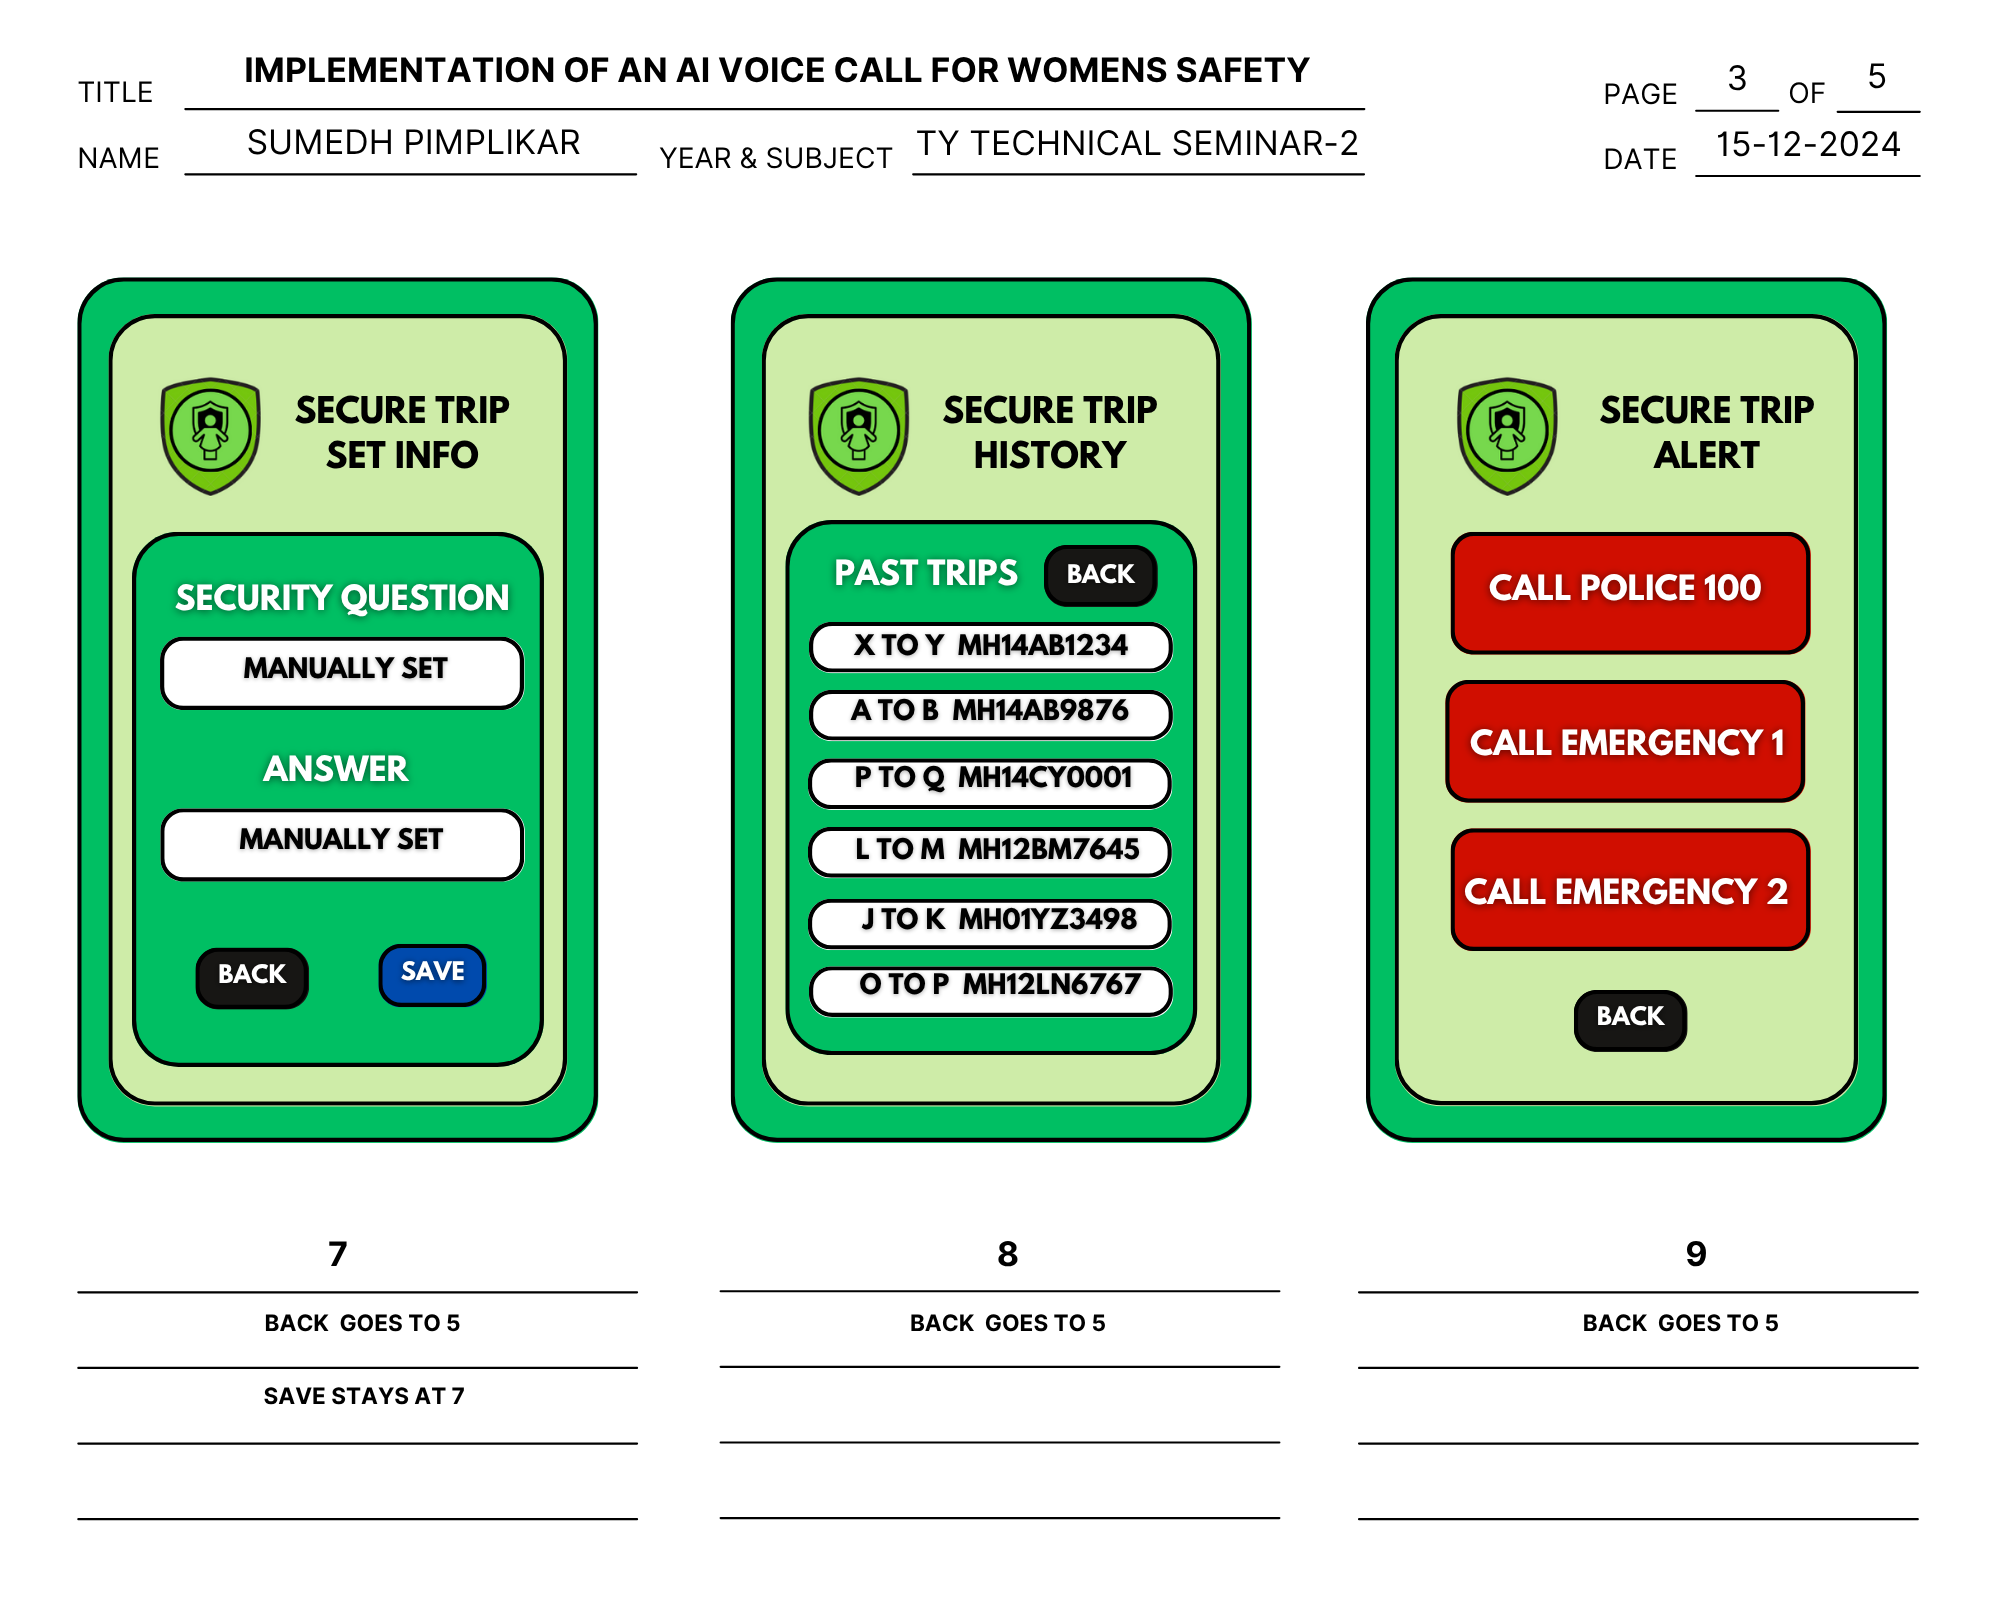 TITLE IMPLEMENTATION OF AN AI VOICE CALL FOR WOMENS SAFETY PAGE 3 OF 5
NAME SUMEDH PIMPLIKAR YEAR & SUBJECT TY TECHNICAL SEMINAR-2 DATE 15-12-2024
SECURE TRIP
SET INFO
SECURITY QUESTION
MANUALLY SET
ANSWER
MANUALLY SET
BACK SAVE
SECURE TRIP
HISTORY
PAST TRIPS BACK
X TO Y MH14AB1234
A TO B MH14AB9876
P TO Q MH14CY0001
L TO M MH12BM7645
J TO K MH01YZ3498
O TO P MH12LN6767
SECURE TRIP
ALERT
CALL POLICE 100
CALL EMERGENCY 1
CALL EMERGENCY 2
BACK
7
BACK GOES TO 5
SAVE STAYS AT 7
8
BACK GOES TO 5
9
BACK GOES TO 5